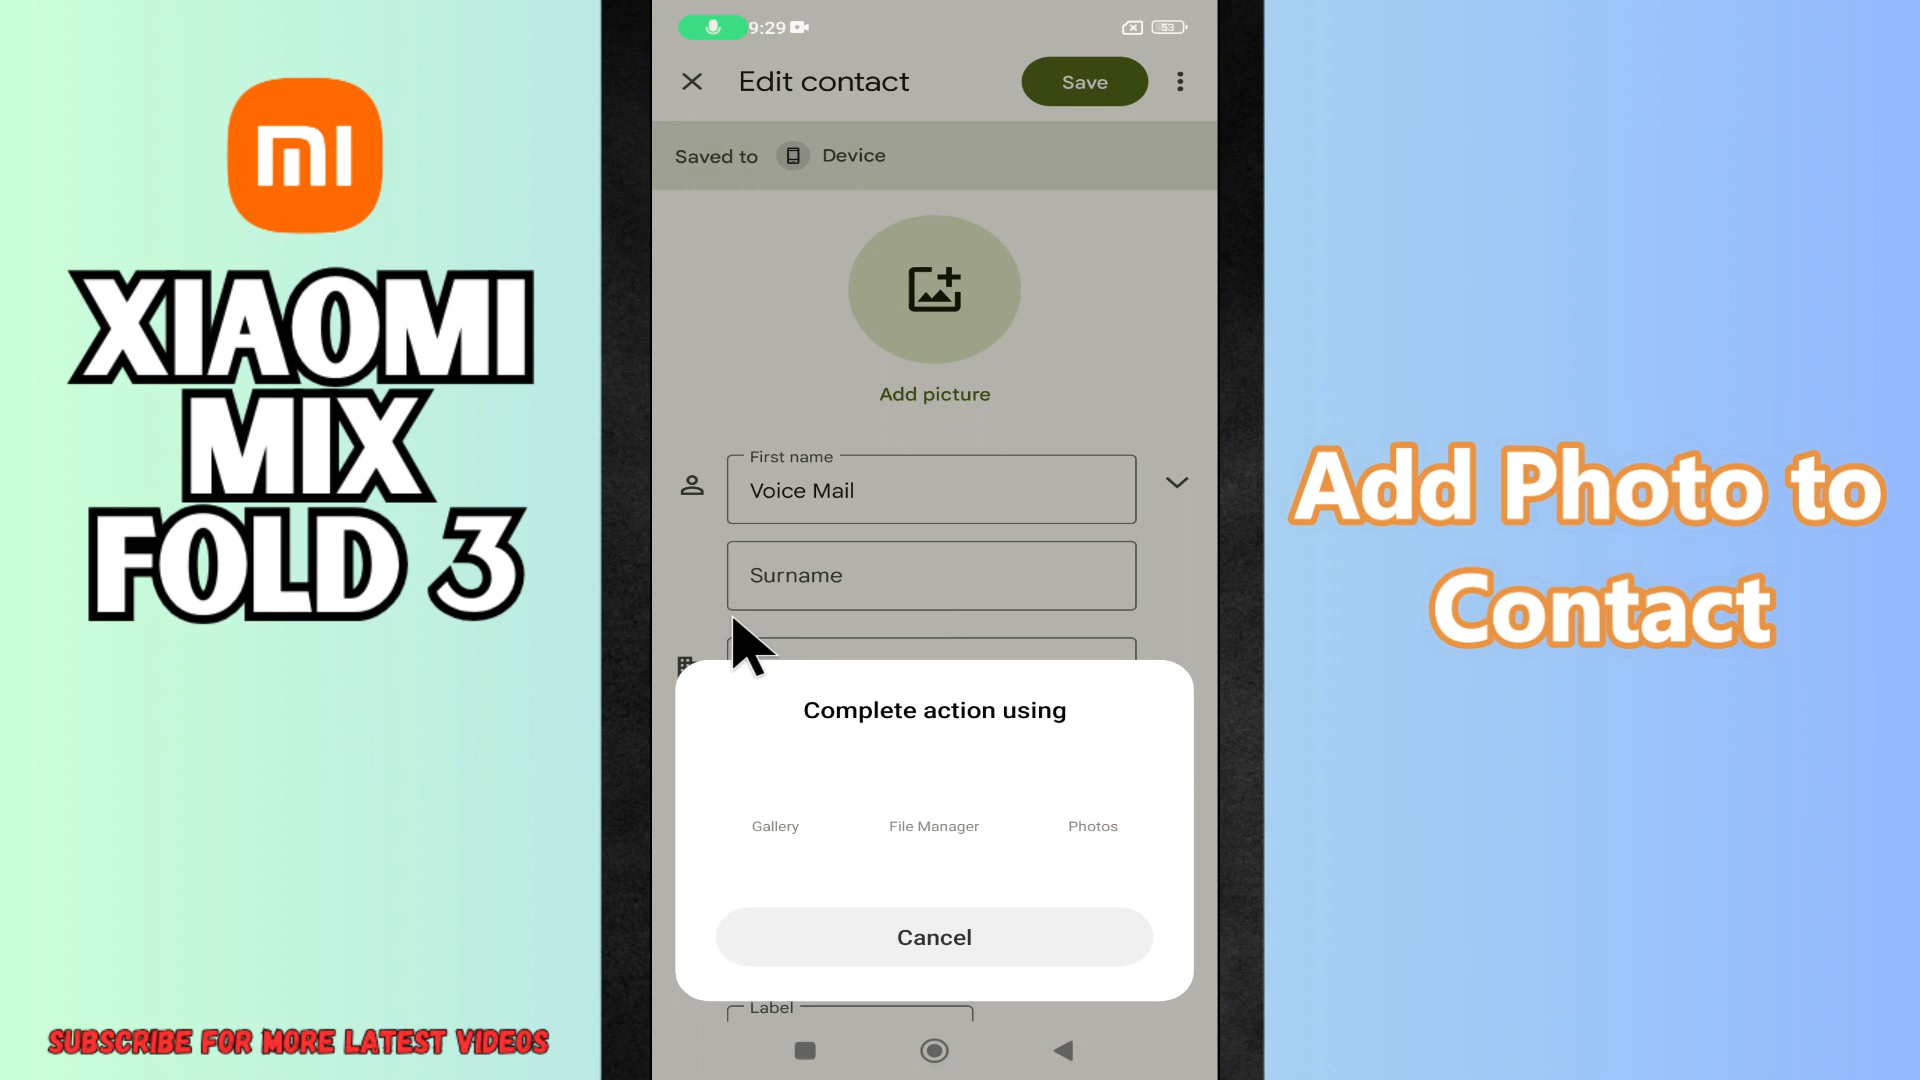 mi
XIAOMI
MIX
FOLD 3
SUBSCRIBE FOR MORE LATEST VIDEOS
9:29
53
Edit contact
Save
Saved to
Device
Add picture
First name
Voice Mail
Surname
Complete action using
Gallery
File Manager
Photos
Cancel
Label
Add Photo to
Contact